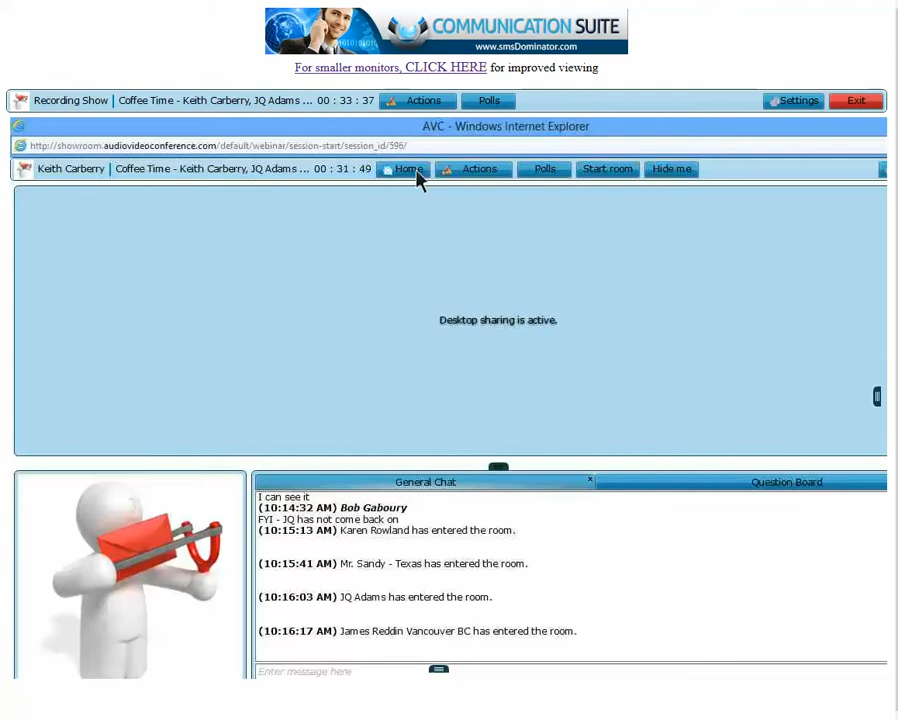 COMMUNICATION SUITE
www.smsDominator.com
For smaller monitors, CLICK HERE for improved viewing
Recording Show | Coffee Time - Keith Carberry, JQ Adams ... 00 : 33 : 37 Actions Polls Settings Exit
AVC - Windows Internet Explorer
http://showroom.audiovideoconference.com/default/webinar/session-start/session_id/596/
Keith Carberry | Coffee Time - Keith Carberry, JQ Adams ... 00 : 31 : 49 Home Actions Polls Start room Hide me
Desktop sharing is active.
General Chat x Question Board
I can see it
(10:14:32 AM) Bob Gaboury
FYI - JQ has not come back on
(10:15:13 AM) Karen Rowland has entered the room.
(10:15:41 AM) Mr. Sandy - Texas has entered the room.
(10:16:03 AM) JQ Adams has entered the room.
(10:16:17 AM) James Reddin Vancouver BC has entered the room.
Enter message here